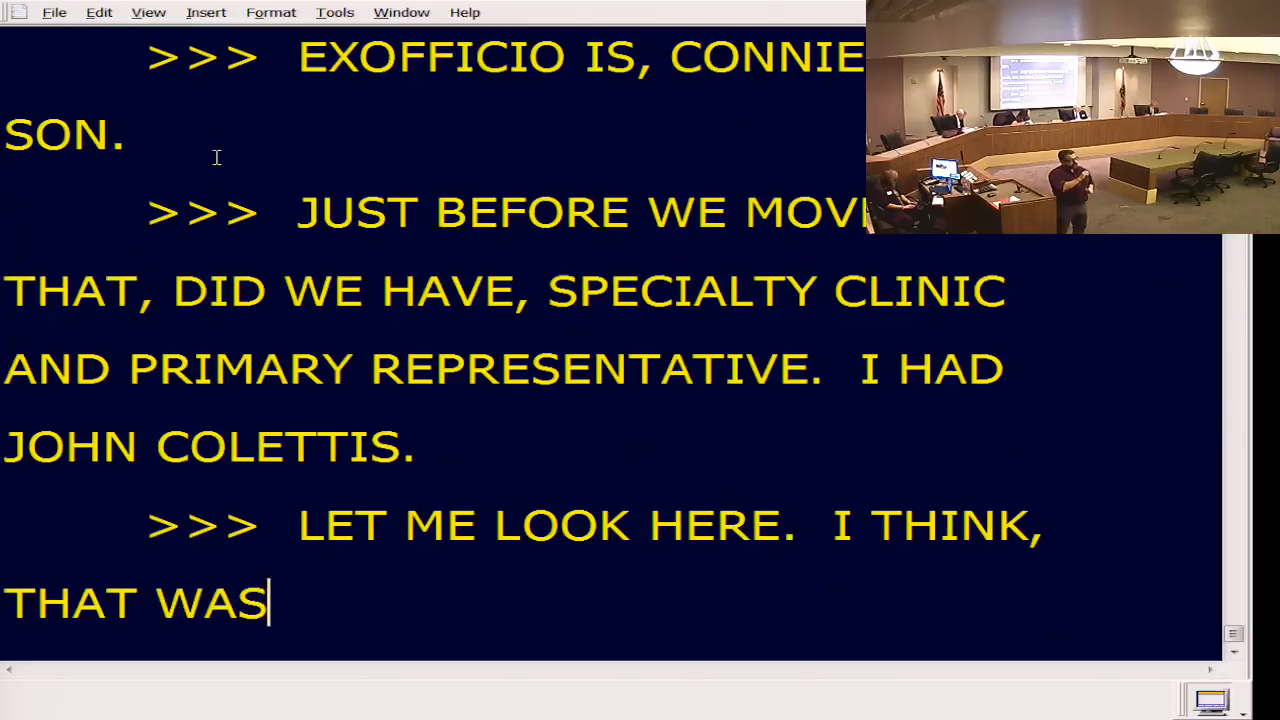 File Edit View Insert Format Tools Window Help
>>> EXOFFICIO IS, CONNIE
SON.
>>> JUST BEFORE WE MOVE
THAT, DID WE HAVE, SPECIALTY CLINIC
AND PRIMARY REPRESENTATIVE. I HAD
JOHN COLETTIS.
>>> LET ME LOOK HERE. I THINK,
THAT WAS